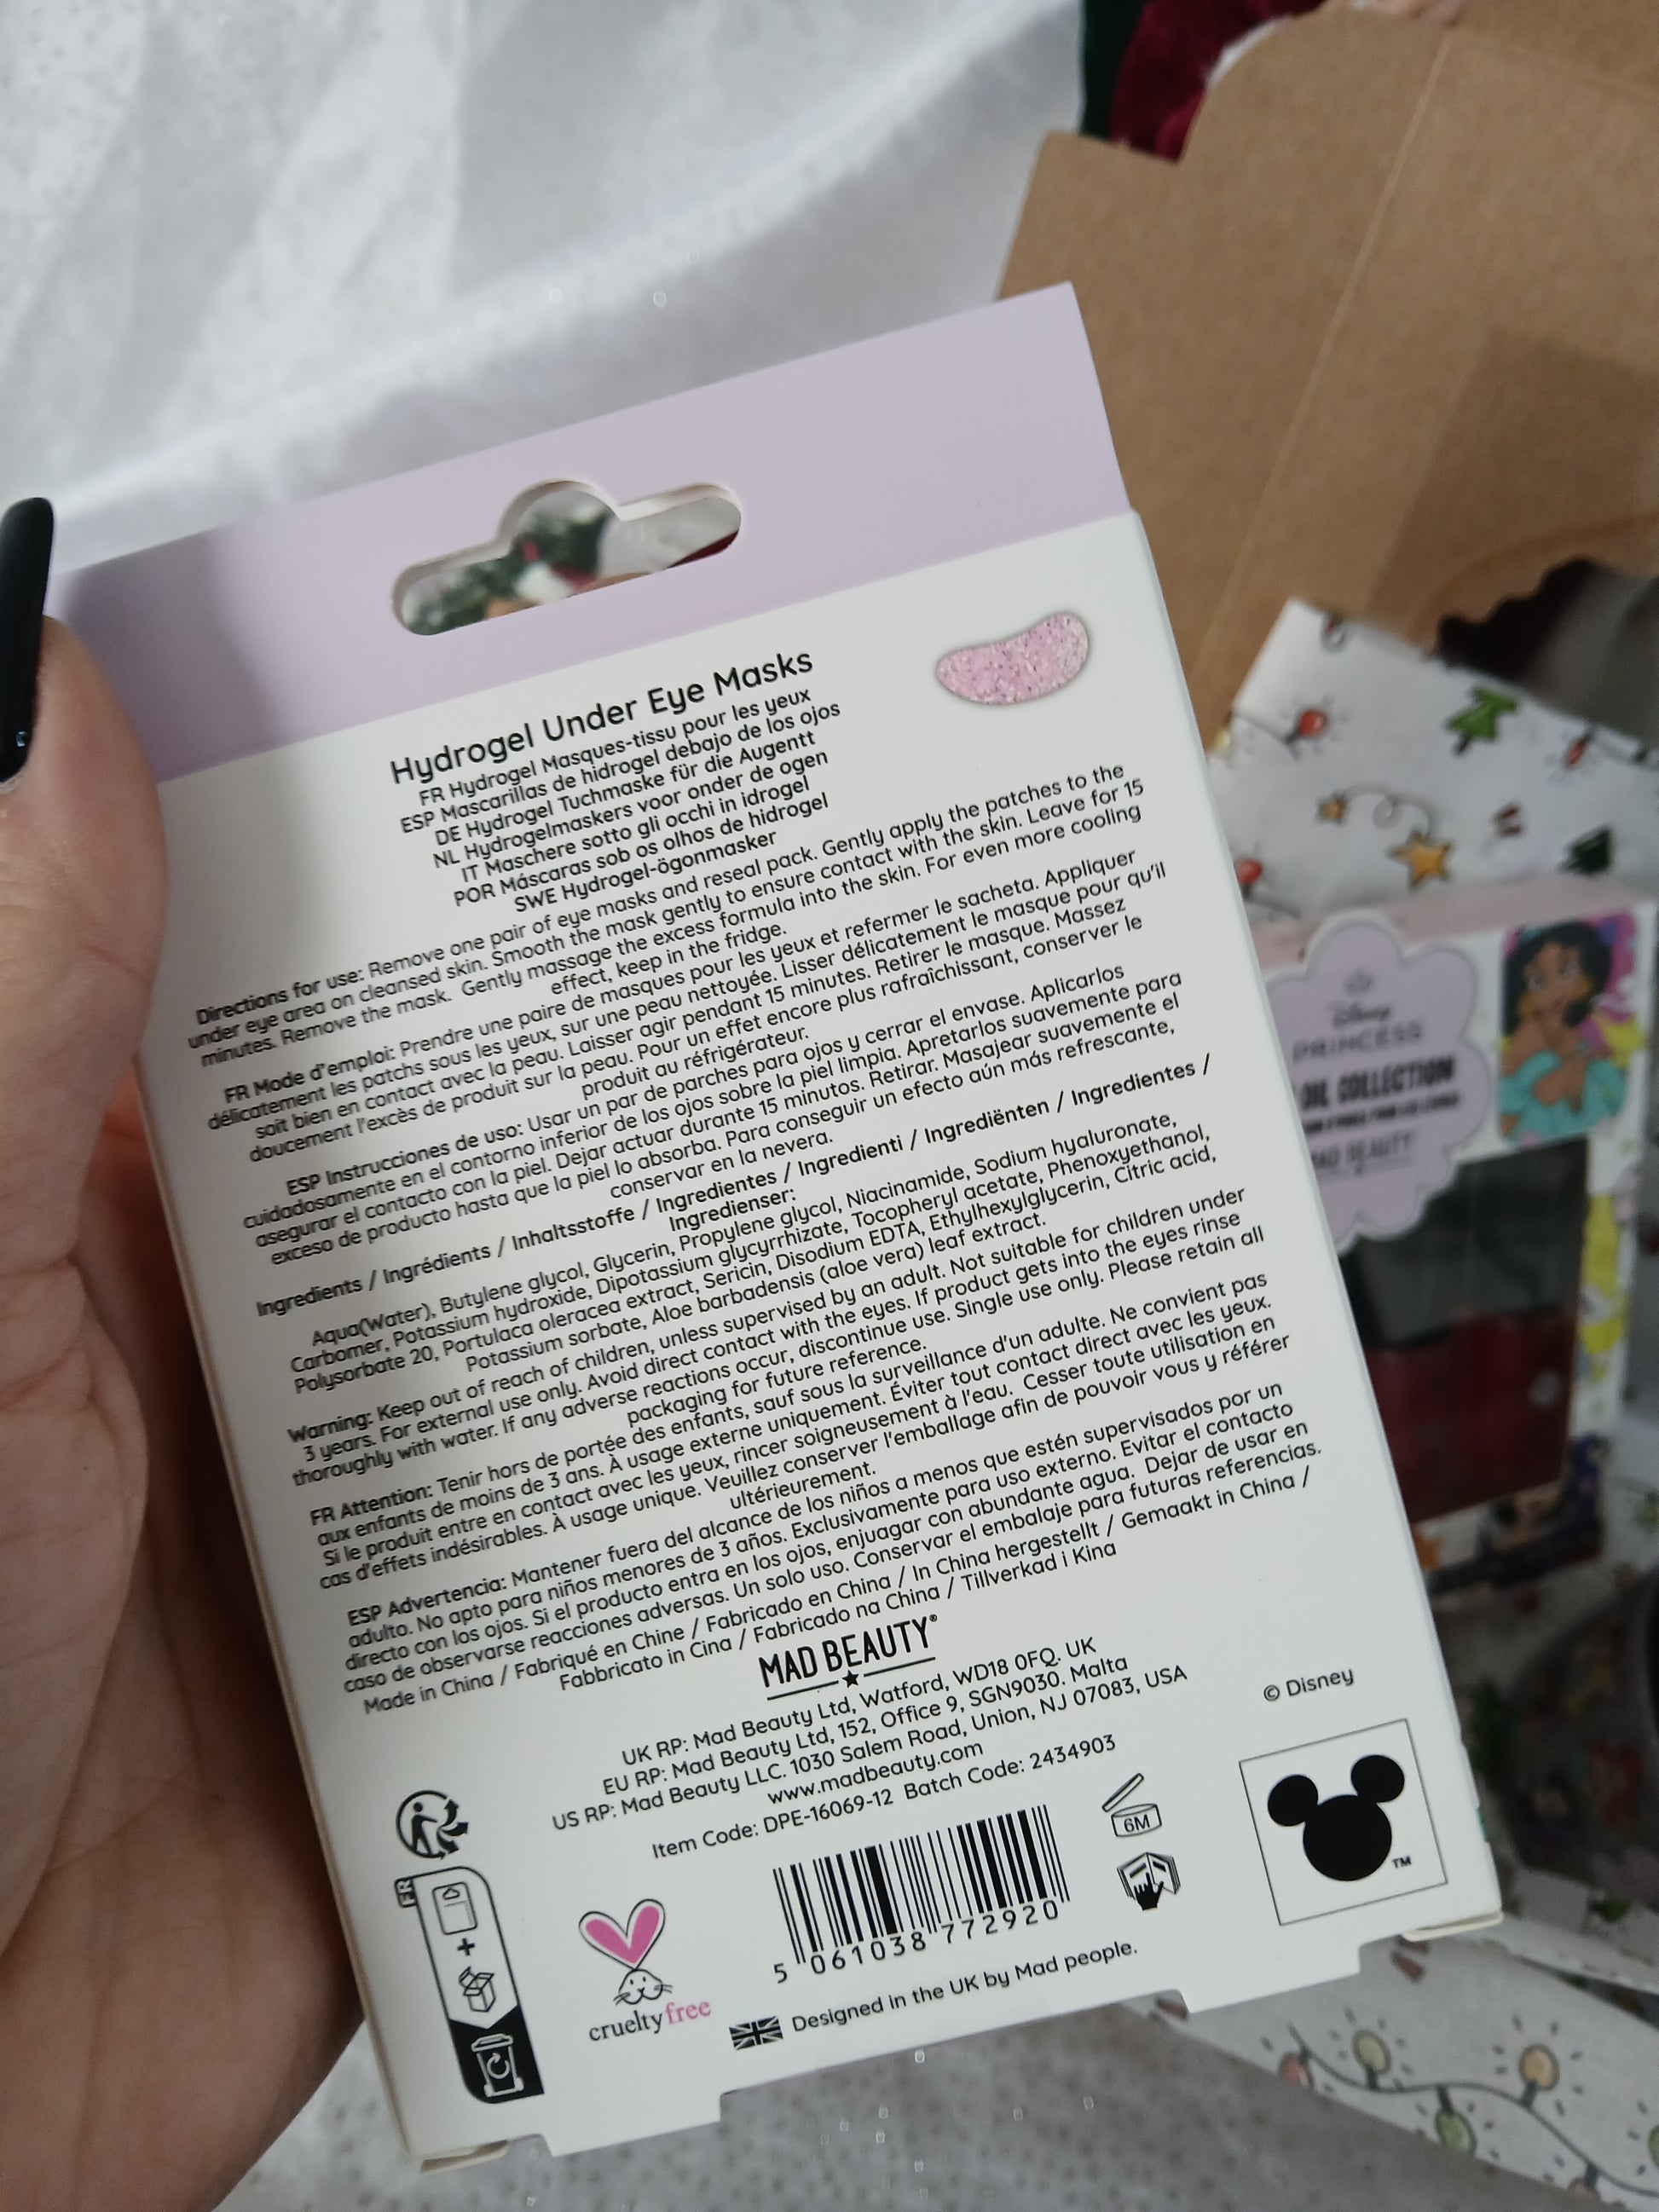 Hydrogel Under Eye Masks
FR Hydrogel Masques-tissu pour les yeux
ESP Mascarillas de hidrogel debajo de los ojos
DE Hydrogel Tuchmaske für die Augentt
NL Hydrogelmaskers voor onder de ogen
IT Maschere sotto gli occhi in idrogel
POR Máscaras sob os olhos de hidrogel
SWE Hydrogel-ögonmasker
Directions for use: Remove one pair of eye masks and reseal pack. Gently apply the patches to the
under eye area on cleansed skin. Smooth the mask gently to ensure contact with the skin. Leave for 15
minutes. Remove the mask. Gently massage the excess formula into the skin. For even more cooling
effect, keep in the fridge.
FR Mode d'emploi: Prendre une paire de masques pour les yeux et refermer le sacheta. Appliquer
délicatement les patchs sous les yeux, sur une peau nettoyée. Lisser délicatement le masque pour qu'il
soit bien en contact avec la peau. Laisser agir pendant 15 minutes. Retirer le masque. Massez
doucement l'excès de produit sur la peau. Pour un effet encore plus rafraîchissant, conserver le
produit au réfrigérateur.
ESP Instrucciones de uso: Usar un par de parches para ojos y cerrar el envase. Aplicarlos
cuidadosamente en el contorno inferior de los ojos sobre la piel limpia. Apretarlos suavemente para
asegurar el contacto con la piel. Dejar actuar durante 15 minutos. Retirar. Masajear suavemente el
exceso de producto hasta que la piel lo absorba. Para conseguir un efecto aún más refrescante,
conservar en la nevera.
Ingredients / Ingrédients / Inhaltsstoffe / Ingredientes / Ingredienti / Ingrediënten / Ingredientes /
Ingredienser:
Aqua(Water), Butylene glycol, Glycerin, Propylene glycol, Niacinamide, Sodium hyaluronate,
Carbomer, Potassium hydroxide, Dipotassium glycyrrhizate, Tocopheryl acetate, Phenoxyethanol,
Polysorbate 20, Portulaca oleracea extract, Sericin, Disodium EDTA, Ethylhexylglycerin, Citric acid,
Potassium sorbate, Aloe barbadensis (aloe vera) leaf extract.
Warning: Keep out of reach of children, unless supervised by an adult. Not suitable for children under
3 years. For external use only. Avoid direct contact with the eyes. If product gets into the eyes rinse
thoroughly with water. If any adverse reactions occur, discontinue use. Single use only. Please retain all
packaging for future reference.
FR Attention: Tenir hors de portée des enfants, sauf sous la surveillance d'un adulte. Ne convient pas
aux enfants de moins de 3 ans. À usage externe uniquement. Éviter tout contact direct avec les yeux.
Si le produit entre en contact avec les yeux, rincer soigneusement à l'eau. Cesser toute utilisation en
cas d'effets indésirables. À usage unique. Veuillez conserver l'emballage afin de pouvoir vous y référer
ultérieurement.
ESP Advertencia: Mantener fuera del alcance de los niños a menos que estén supervisados por un
adulto. No apto para niños menores de 3 años. Exclusivamente para uso externo. Evitar el contacto
directo con los ojos. Si el producto entra en los ojos, enjuagar con abundante agua. Dejar de usar en
caso de observarse reacciones adversas. Un solo uso. Conservar el embalaje para futuras referencias.
Made in China / Fabriqué en Chine / Fabricado en China / In China hergestellt / Gemaakt in China /
Fabbricato in Cina / Fabricado na China / Tillverkad i Kina
MAD BEAUTY®
UK RP: Mad Beauty Ltd, Watford, WD18 0FQ. UK
EU RP: Mad Beauty Ltd, 152, Office 9, SGN9030. Malta
US RP: Mad Beauty LLC. 1030 Salem Road, Union, NJ 07083, USA
www.madbeauty.com
Item Code: DPE-16069-12 Batch Code: 2434903
© Disney
6M
TM
FR
5 061038 772920
crueltyfree
Designed in the UK by Mad people.
Disney
PRINCESS
OIL COLLECTION
MAD BEAUTY